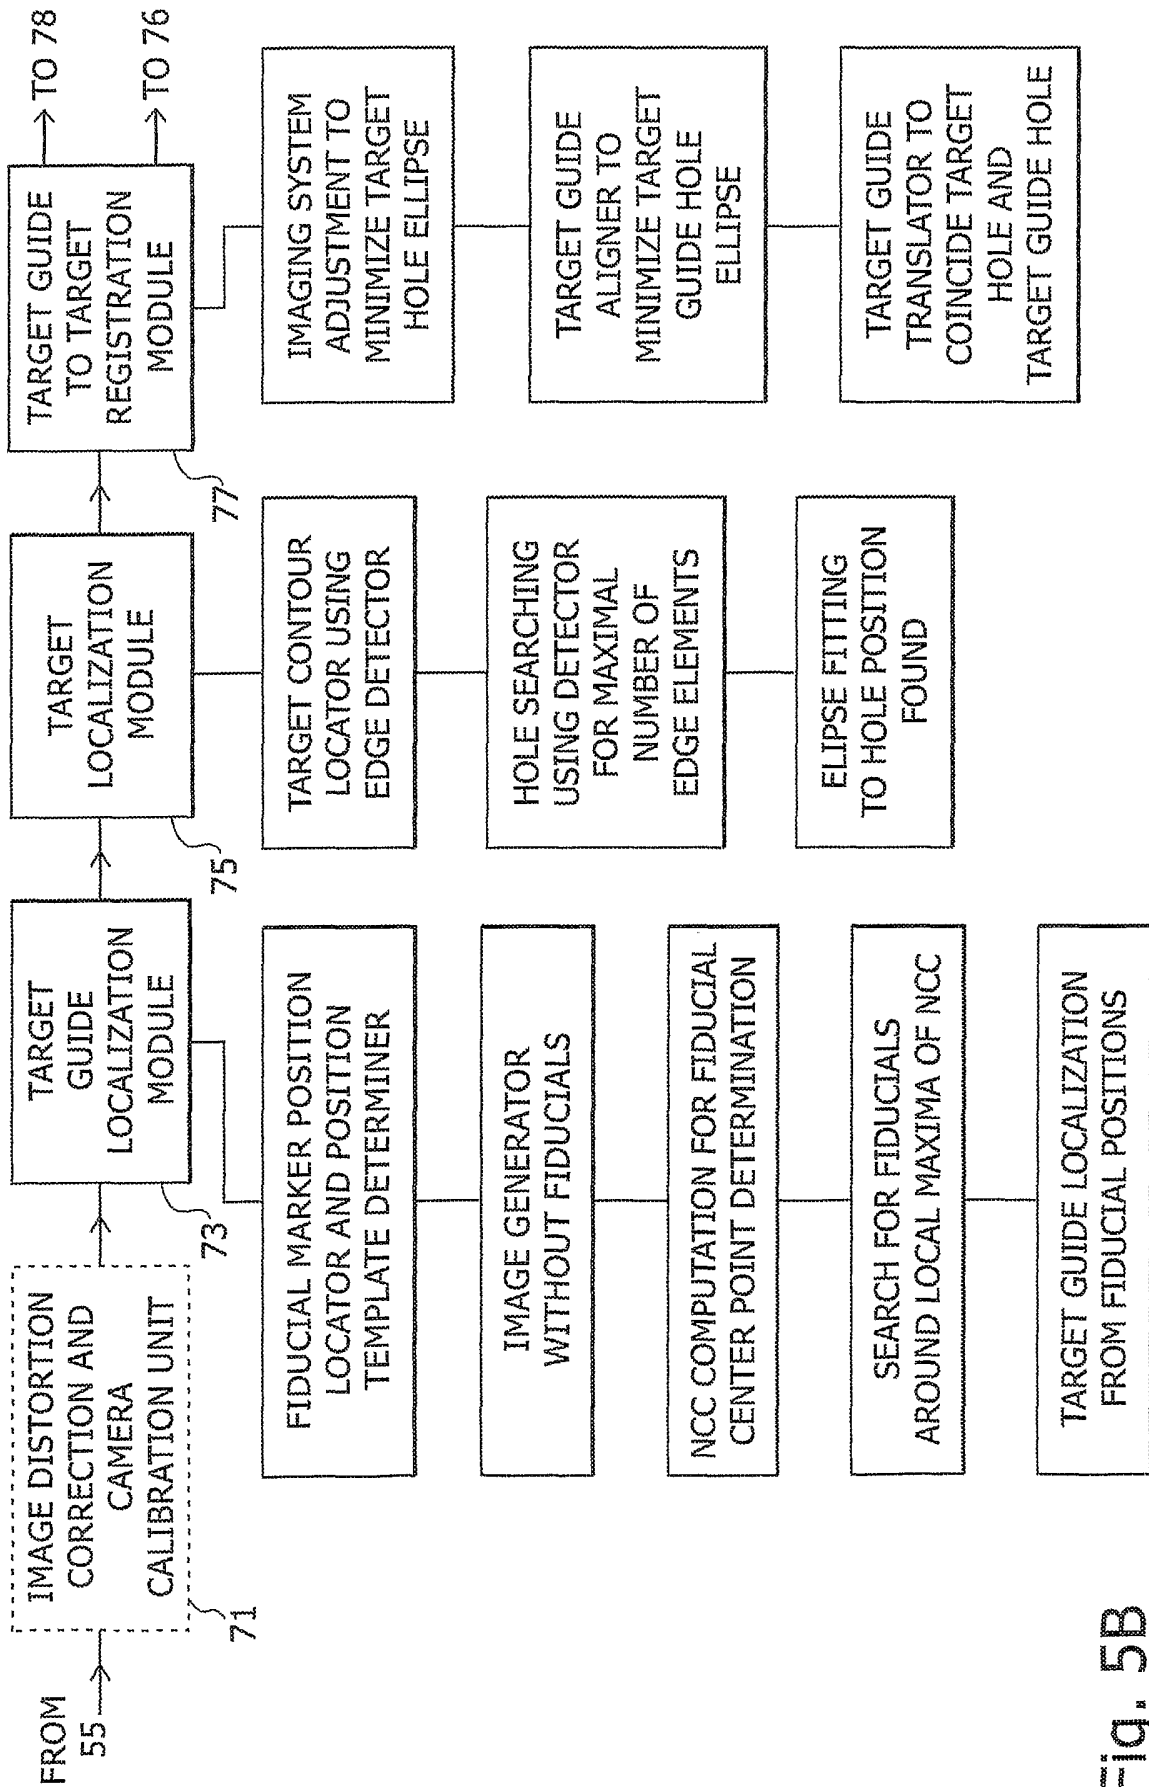 FROM
55
IMAGE DISTORTION
CORRECTION AND
CAMERA
CALIBRATION UNIT
71
TARGET
GUIDE
LOCALIZATION
MODULE
73
TARGET
LOCALIZATION
MODULE
75
TARGET GUIDE
TO TARGET
REGISTRATION
MODULE
77
TO 78
TO 76
FIDUCIAL MARKER POSITION
LOCATOR AND POSITION
TEMPLATE DETERMINER
IMAGE GENERATOR
WITHOUT FIDUCIALS
NCC COMPUTATION FOR FIDUCIAL
CENTER POINT DETERMINATION
SEARCH FOR FIDUCIALS
AROUND LOCAL MAXIMA OF NCC
TARGET GUIDE LOCALIZATION
FROM FIDUCIAL POSITIONS
TARGET CONTOUR
LOCATOR USING
EDGE DETECTOR
HOLE SEARCHING
USING DETECTOR
FOR MAXIMAL
NUMBER OF
EDGE ELEMENTS
ELIPSE FITTING
TO HOLE POSITION
FOUND
IMAGING SYSTEM
ADJUSTMENT TO
MINIMIZE TARGET
HOLE ELLIPSE
TARGET GUIDE
ALIGNER TO
MINIMIZE TARGET
GUIDE HOLE
ELLIPSE
TARGET GUIDE
TRANSLATOR TO
COINCIDE TARGET
HOLE AND
TARGET GUIDE HOLE
Fig. 5B